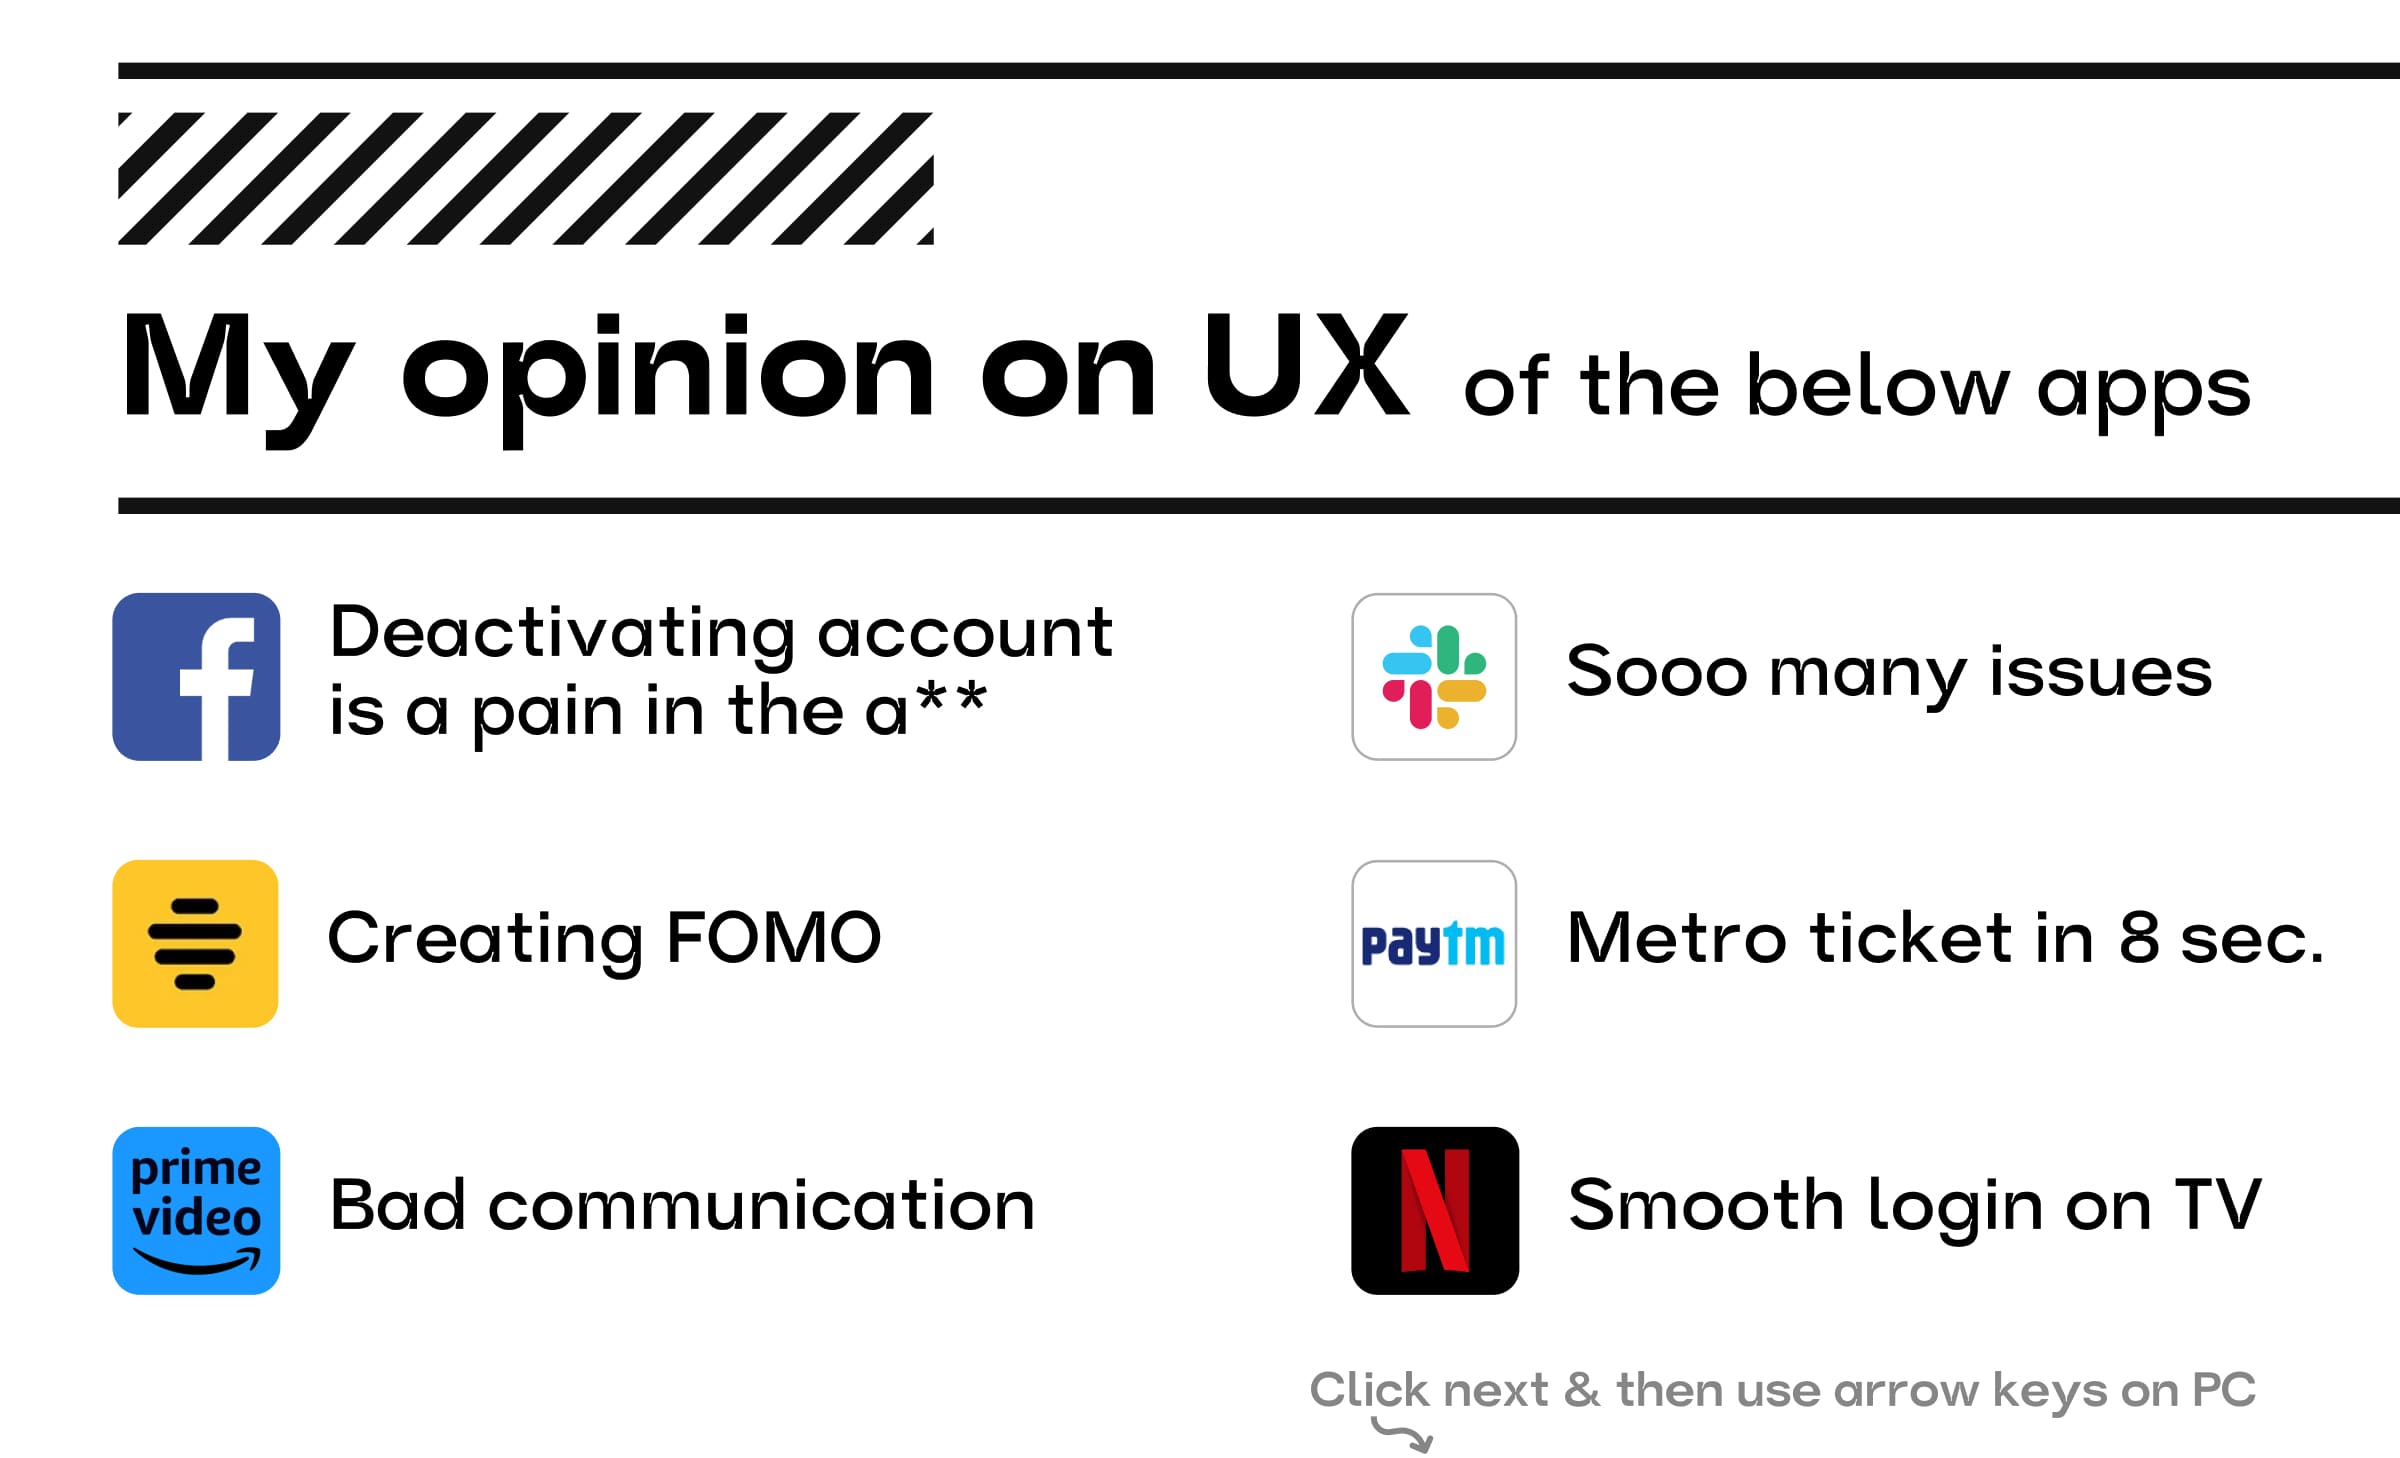 My opinion on UX of the below apps
Deactivating account
is a pain in the a**
Sooo many issues
Creating FOMO
paytm
Metro ticket in 8 sec.
prime
video
Bad communication
Smooth login on TV
Click next & then use arrow keys on PC